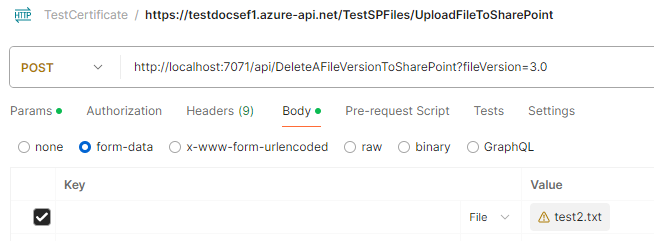 HTTP TestCertificate / https://testdocsef1.azure-api.net/TestSPFiles/UploadFileToSharePoint
POST http://localhost:7071/api/DeleteAFileVersionToSharePoint?fileVersion=3.0
Params Authorization Headers (9) Body Pre-request Script Tests Settings
none form-data x-www-form-urlencoded raw binary GraphQL
Key Value
File test2.txt